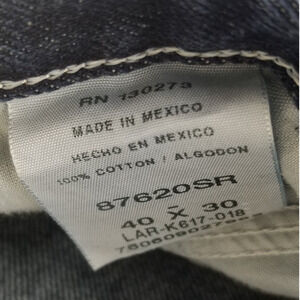 RN 130273
MADE IN MEXICO
HECHO EN MEXICO
100% COTTON / ALGODON
87620SR
40 X 30
LAR-K617-018